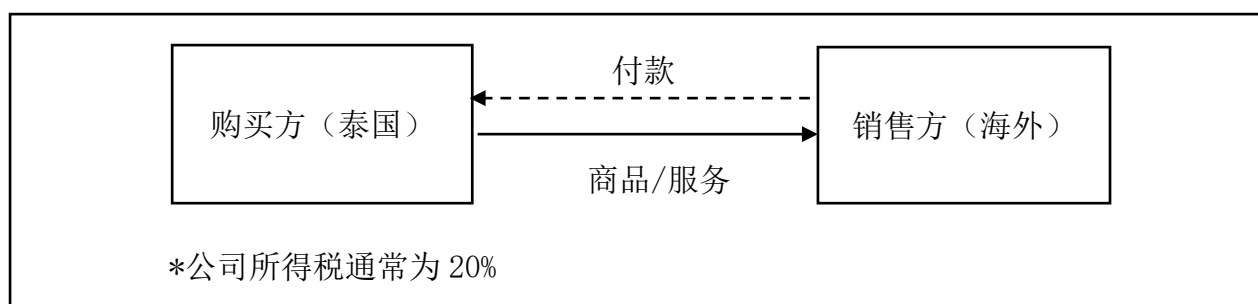 付款
购买方（泰国）
销售方（海外）
商品/服务
*公司所得税通常为 20%